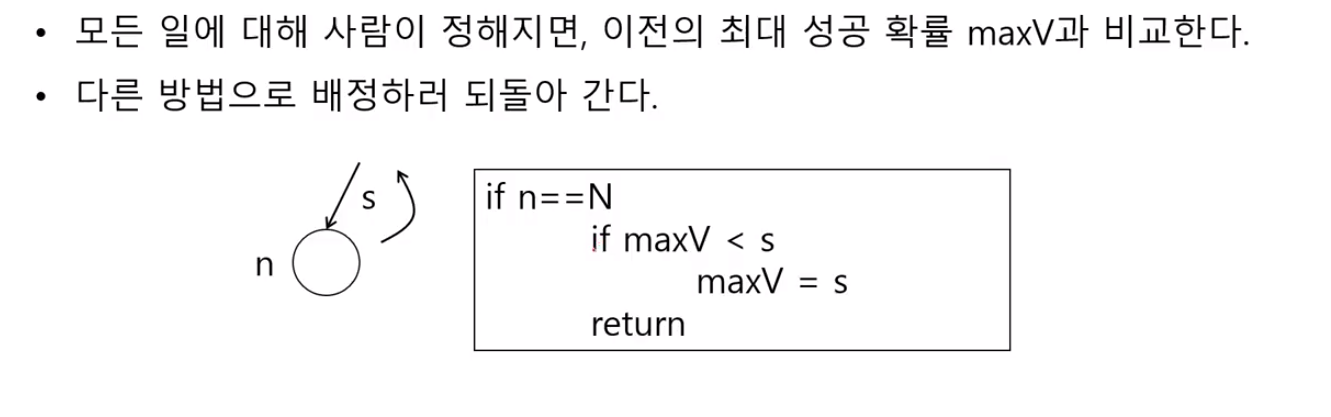 • 모든 일에 대해 사람이 정해지면, 이전의 최대 성공 확률 maxV과 비교한다.
• 다른 방법으로 배정하러 되돌아 간다.
s
n
if n==N
if maxV < s
maxV = s
return